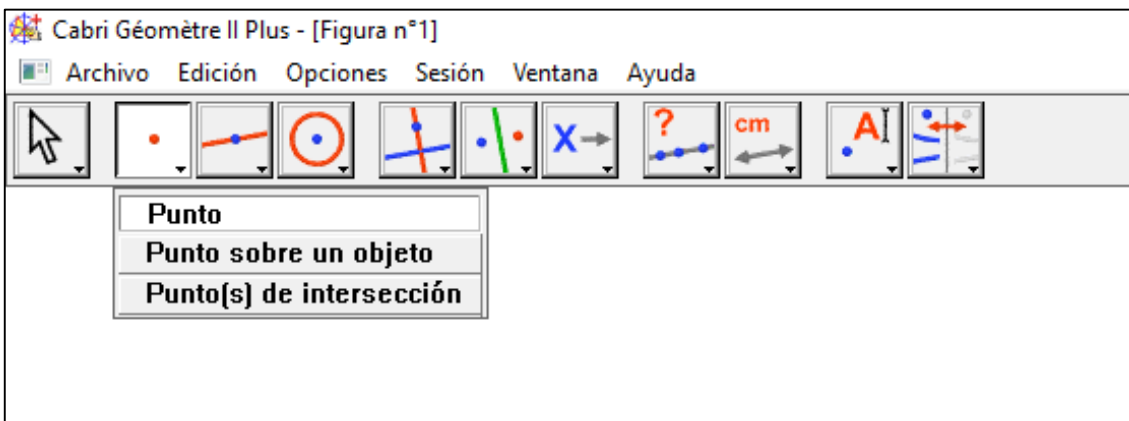 Cabri Géomètre II Plus - [Figura n°1]
Archivo Edición Opciones Sesión Ventana Ayuda
X ? cm A
Punto
Punto sobre un objeto
Punto(s) de intersección